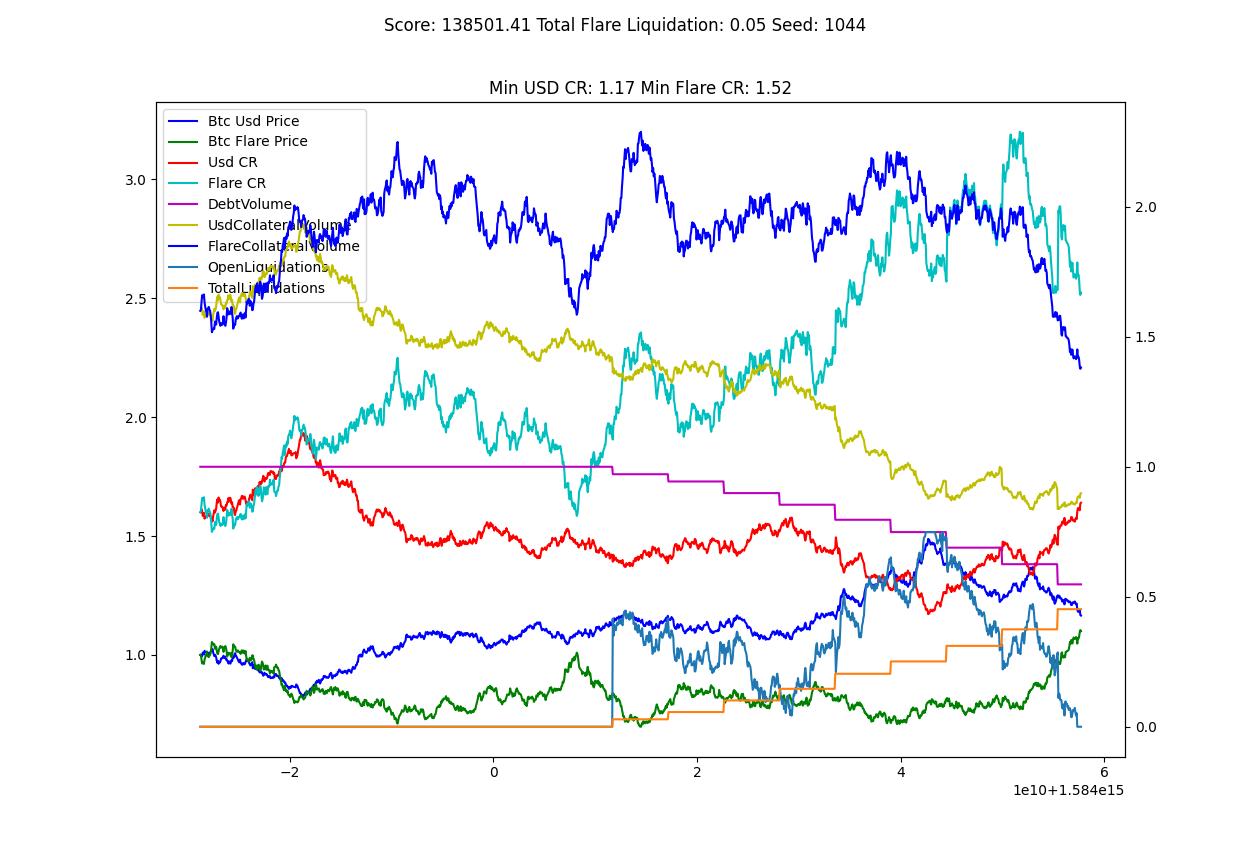 Score: 138501.41 Total Flare Liquidation: 0.05 Seed: 1044
Min USD CR: 1.17 Min Flare CR: 1.52
Btc Usd Price
Btc Flare Price
Usd CR
Flare CR
DebtVolume
UsdCollateralVolume
FlareCollateralVolume
OpenLiquidations
TotalLiquidations
3.0
2.5
2.0
1.5
1.0
2.0
1.5
1.0
0.5
0.0
−2
0
2
4
6
1e10+1.584e15